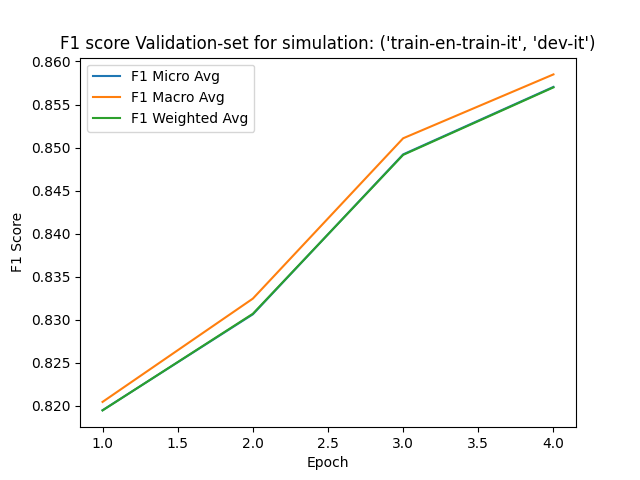 F1 score Validation-set for simulation: ('train-en-train-it', 'dev-it')
F1 Micro Avg
F1 Macro Avg
F1 Weighted Avg
0.860
0.855
0.850
0.845
0.840
0.835
0.830
0.825
0.820
F1 Score
1.0 1.5 2.0 2.5 3.0 3.5 4.0
Epoch